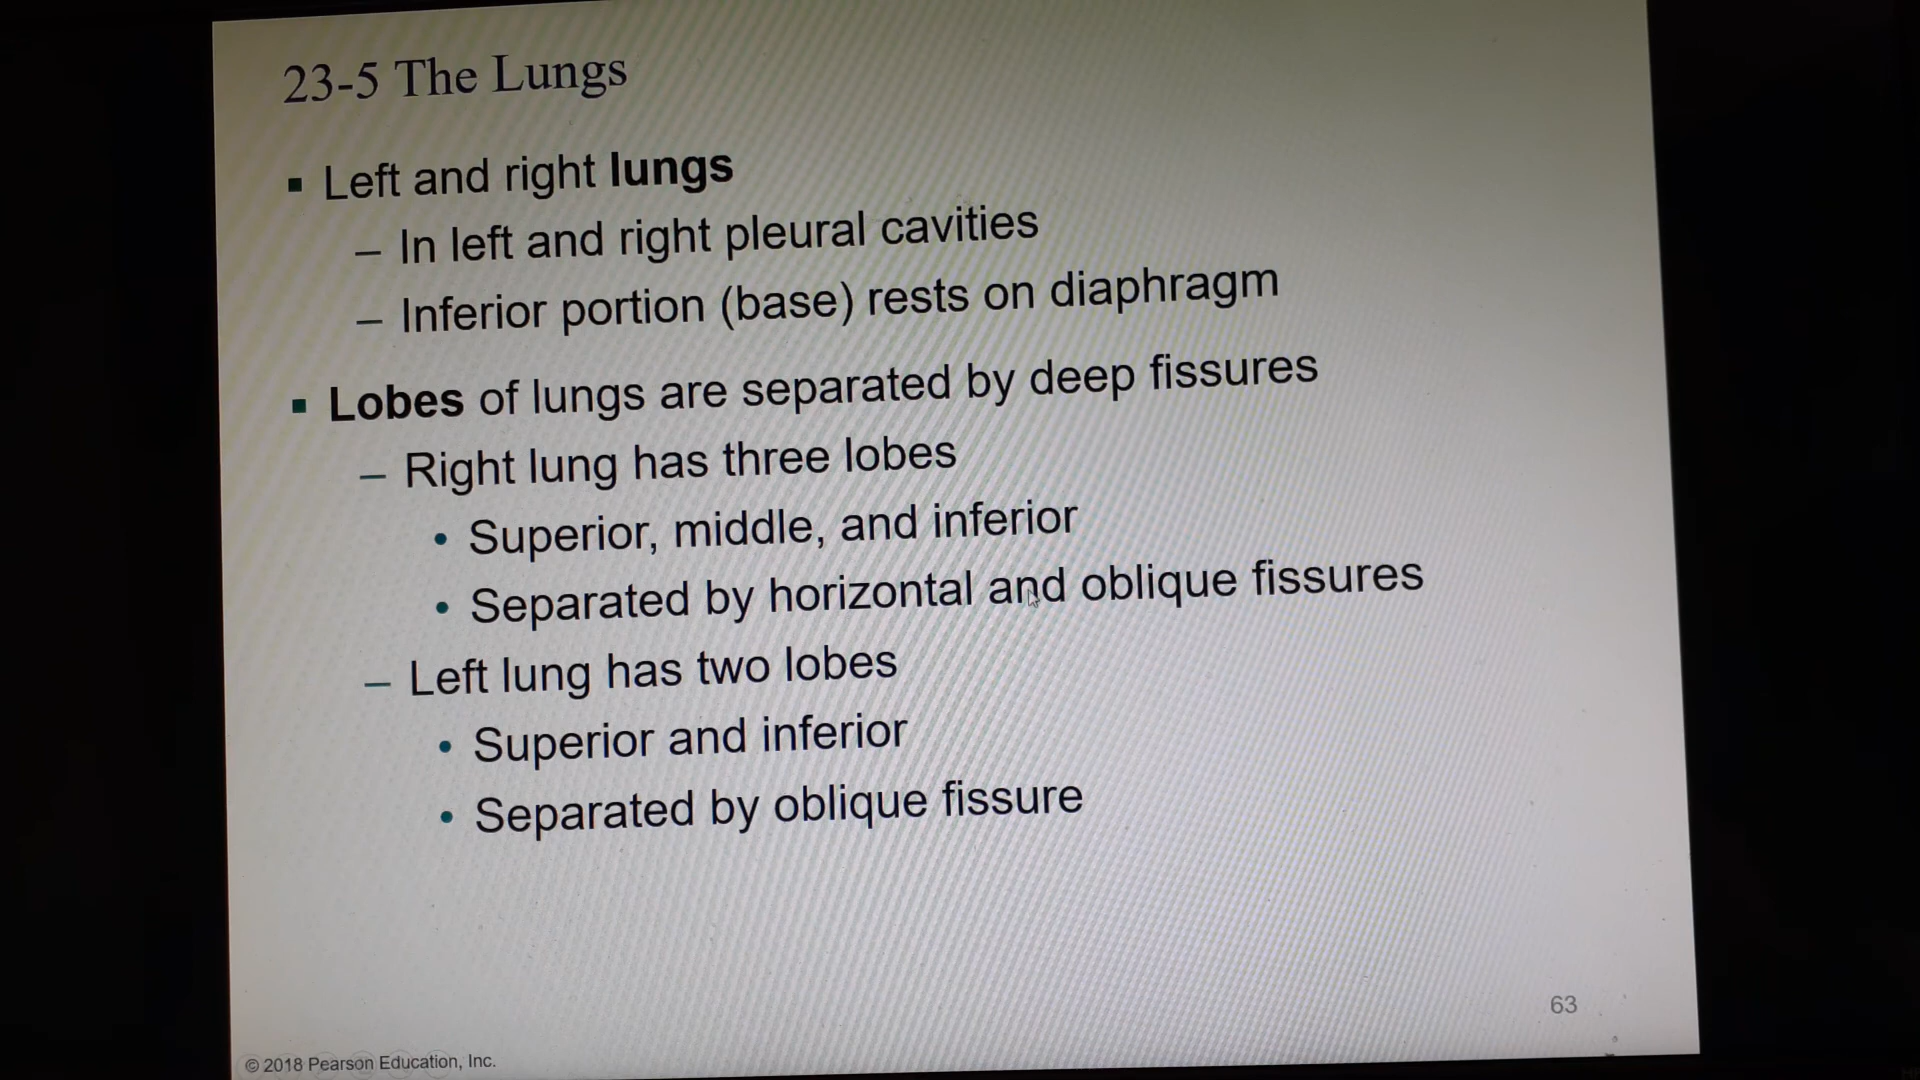 23-5 The Lungs
▪ Left and right lungs
– In left and right pleural cavities
– Inferior portion (base) rests on diaphragm
▪ Lobes of lungs are separated by deep fissures
– Right lung has three lobes
• Superior, middle, and inferior
• Separated by horizontal and oblique fissures
– Left lung has two lobes
• Superior and inferior
• Separated by oblique fissure
63
© 2018 Pearson Education, Inc.